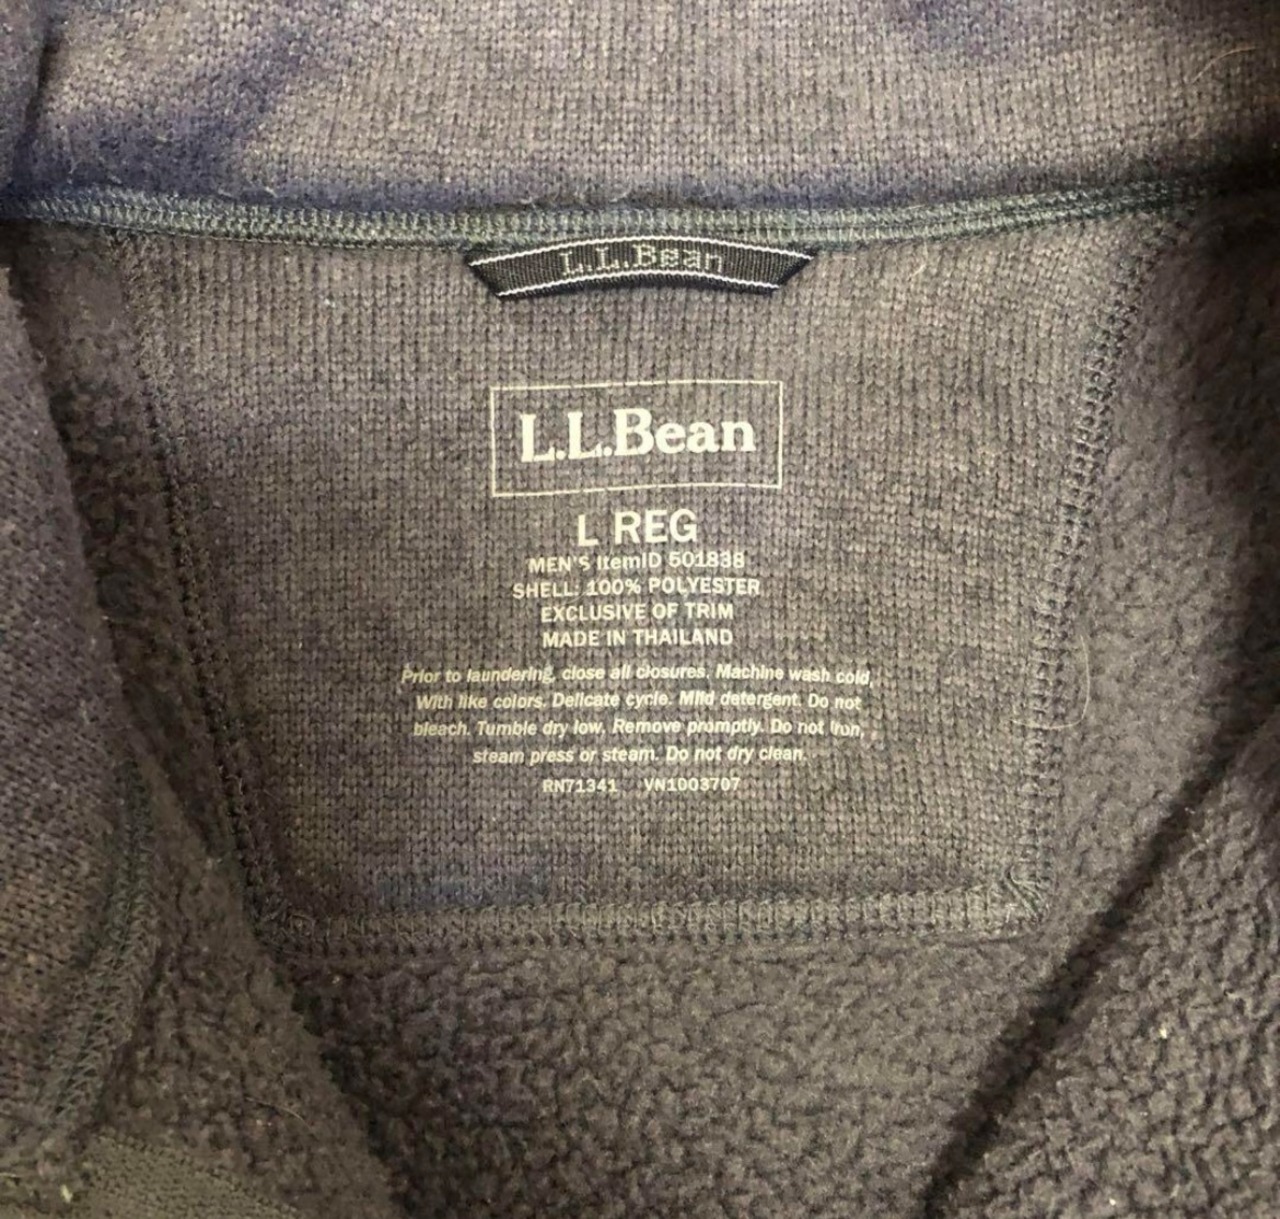 L.L.Bean
L.L.Bean
L REG
MEN'S ItemID 501838
SHELL: 100% POLYESTER
EXCLUSIVE OF TRIM
MADE IN THAILAND
Prior to laundering, close all closures. Machine wash cold,
With like colors. Delicate cycle. Mild detergent. Do not
bleach. Tumble dry low. Remove promptly. Do not iron,
steam press or steam. Do not dry clean.
RN71341 VN1003707